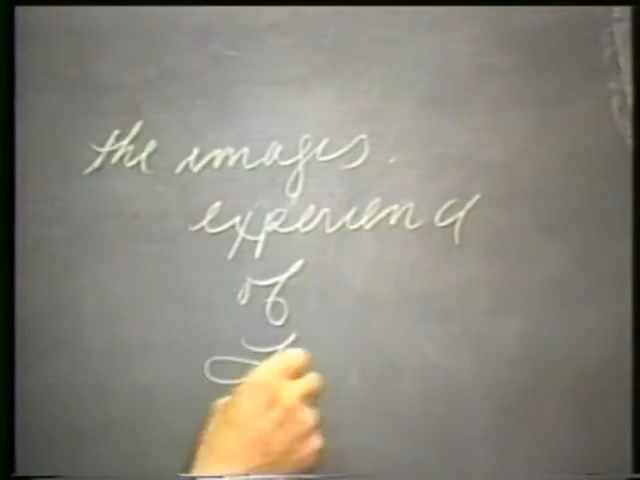 the images.
experience
of